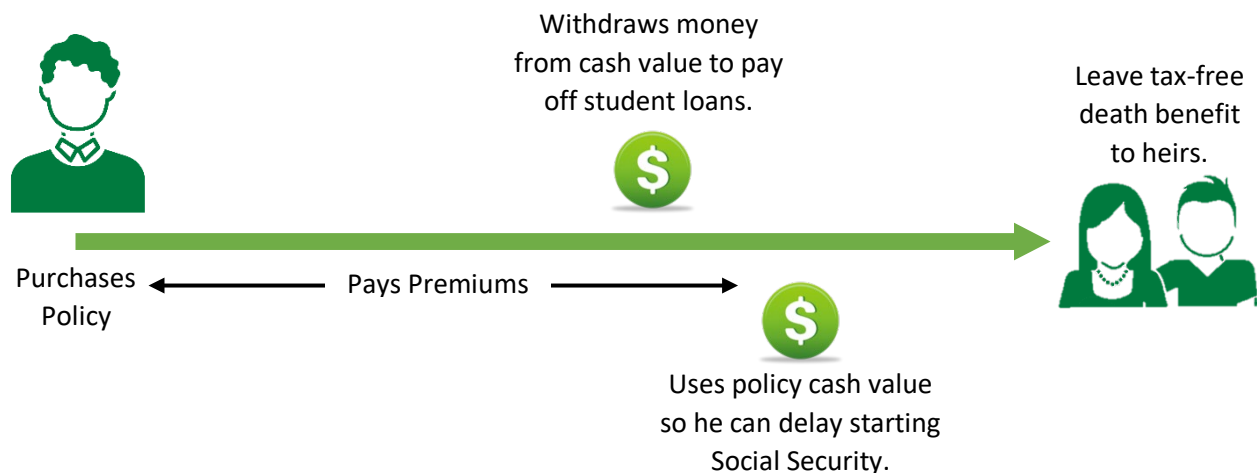 Withdraws money
from cash value to pay
off student loans.
$
Leave tax-free
death benefit
to heirs.
Purchases
Policy
Pays Premiums
$
Uses policy cash value
so he can delay starting
Social Security.